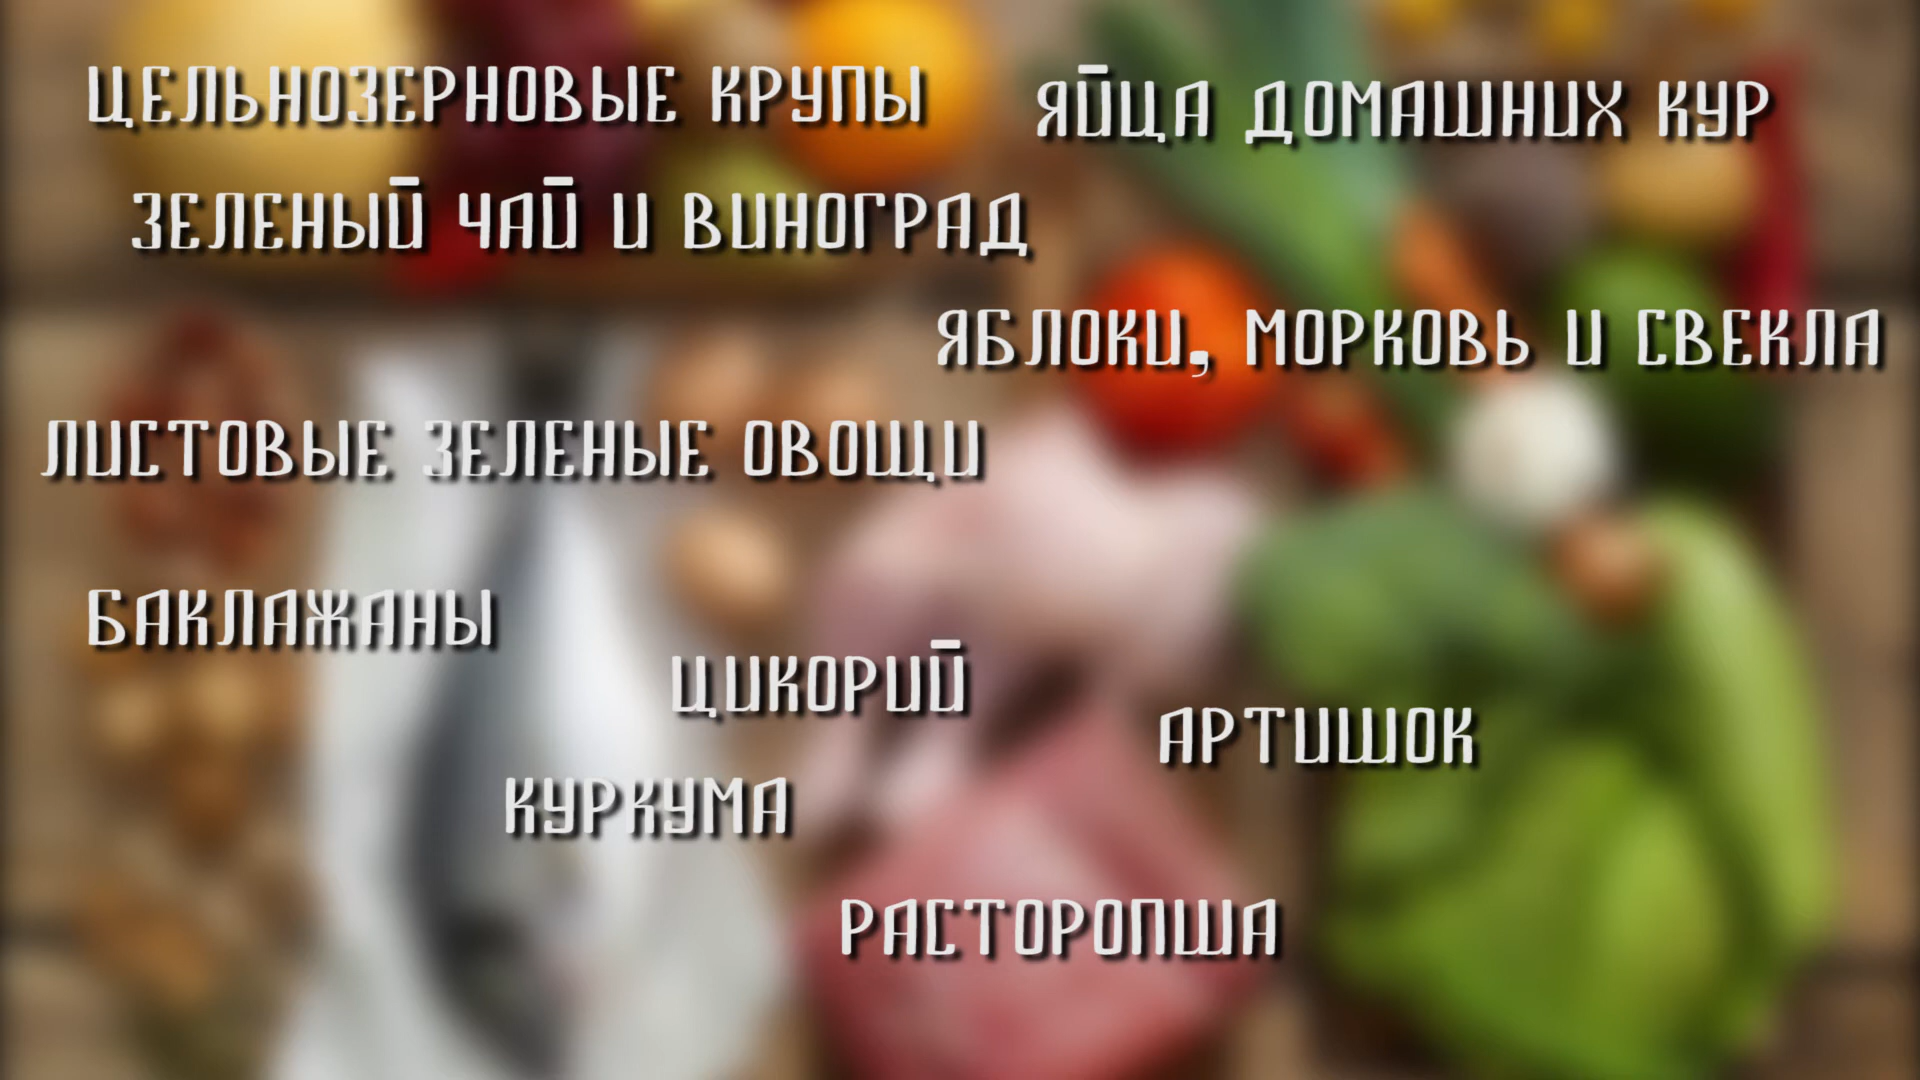 ЦЕЛЬНОЗЕРНОВЫЕ КРУПЫ
ЯЙЦА ДОМАШНИХ КУР
ЗЕЛЕНЫЙ ЧАЙ И ВИНОГРАД
ЯБЛОКИ, МОРКОВЬ И СВЕКЛА
ЛИСТОВЫЕ ЗЕЛЕНЫЕ ОВОЩИ
БАКЛАЖАНЫ
ЦИКОРИЙ
АРТИШОК
КУРКУМА
РАСТОРОПША